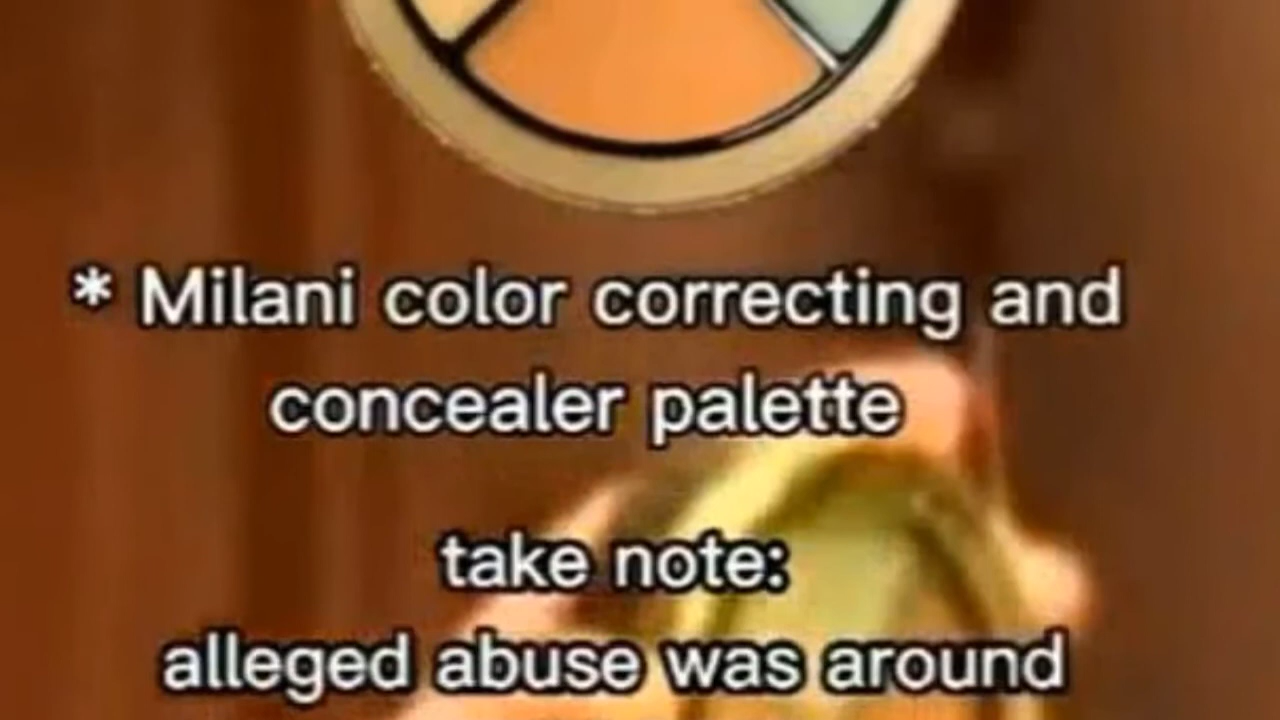 * Milani color correcting and
concealer palette
take note:
alleged abuse was around